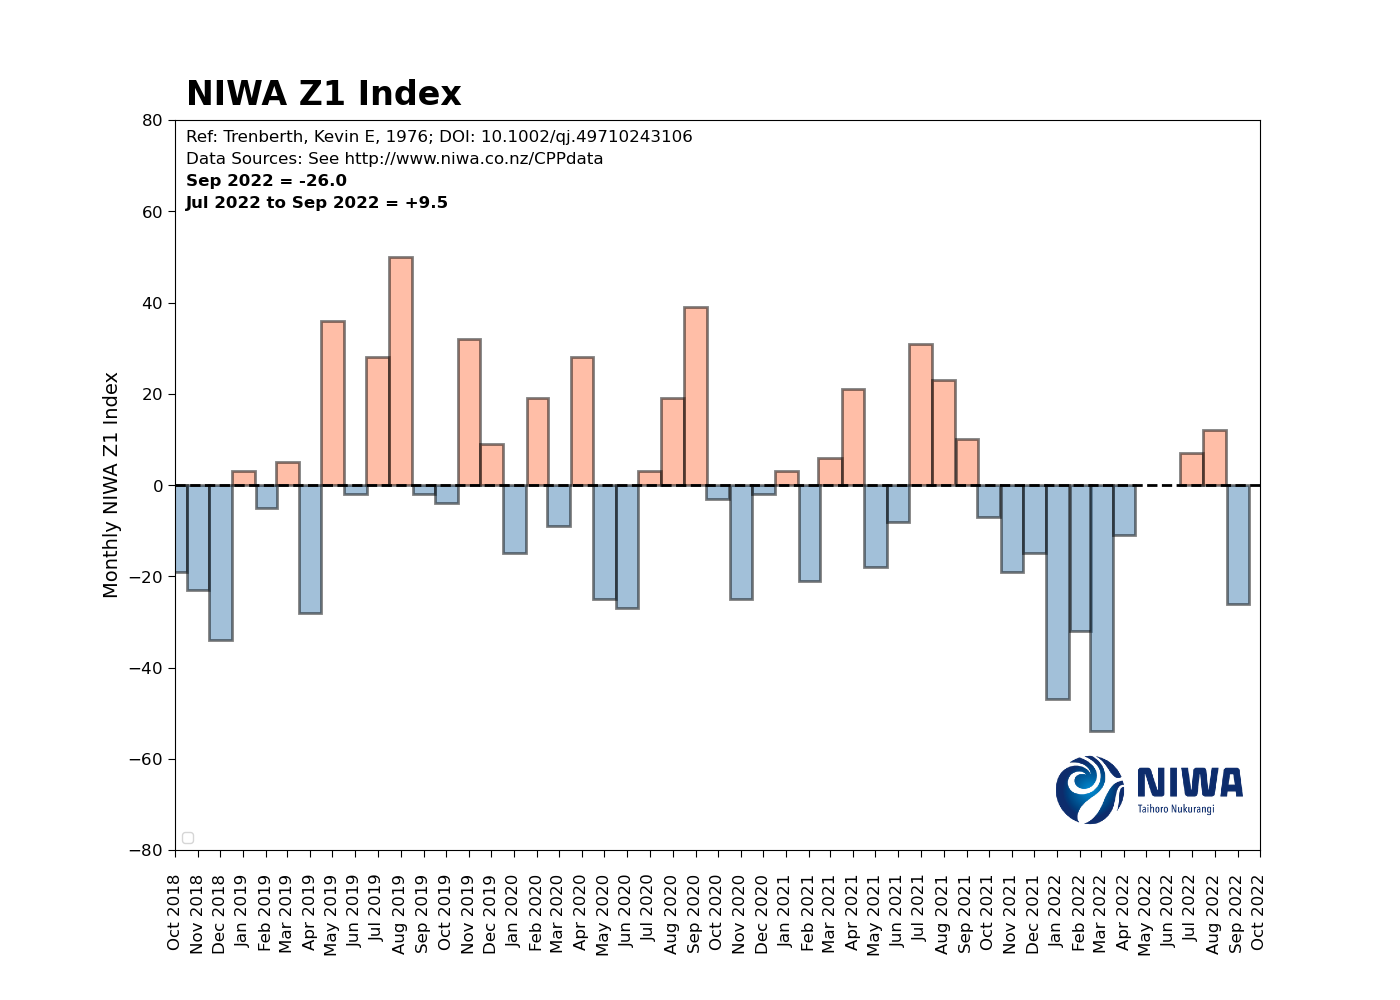 NIWA Z1 Index
Ref: Trenberth, Kevin E, 1976; DOI: 10.1002/qj.49710243106
Data Sources: See http://www.niwa.co.nz/CPPdata
Sep 2022 = -26.0
Jul 2022 to Sep 2022 = +9.5
Monthly NIWA Z1 Index
80
60
40
20
0
−20
−40
−60
−80
NIWA
Taihoro Nukurangi
Oct 2018
Nov 2018
Dec 2018
Jan 2019
Feb 2019
Mar 2019
Apr 2019
May 2019
Jun 2019
Jul 2019
Aug 2019
Sep 2019
Oct 2019
Nov 2019
Dec 2019
Jan 2020
Feb 2020
Mar 2020
Apr 2020
May 2020
Jun 2020
Jul 2020
Aug 2020
Sep 2020
Oct 2020
Nov 2020
Dec 2020
Jan 2021
Feb 2021
Mar 2021
Apr 2021
May 2021
Jun 2021
Jul 2021
Aug 2021
Sep 2021
Oct 2021
Nov 2021
Dec 2021
Jan 2022
Feb 2022
Mar 2022
Apr 2022
May 2022
Jun 2022
Jul 2022
Aug 2022
Sep 2022
Oct 2022